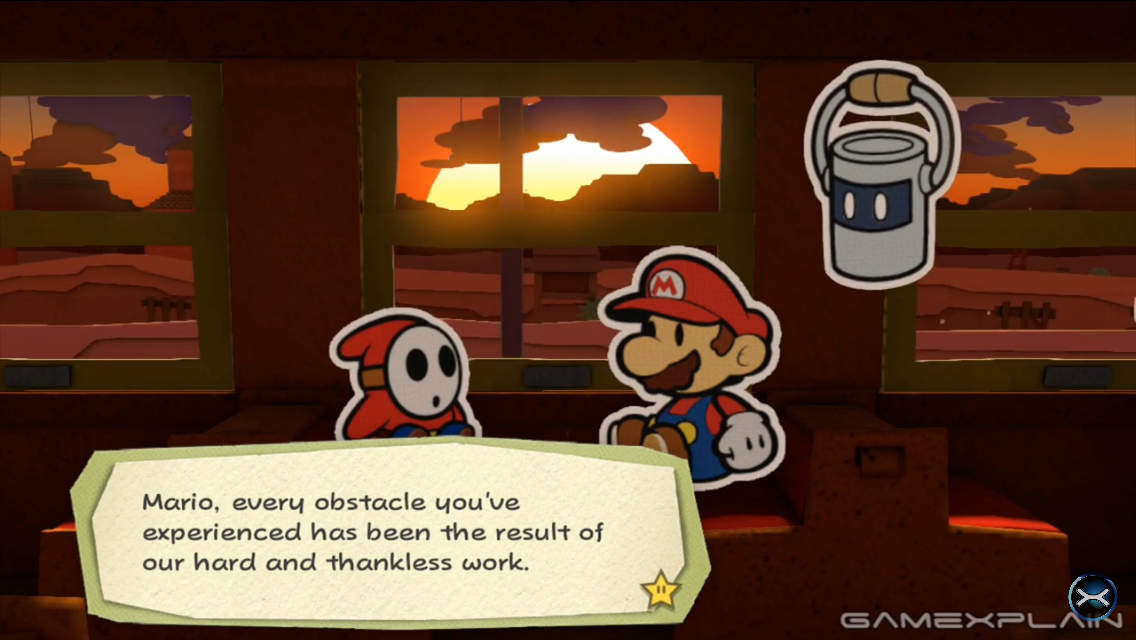 M
Mario, every obstacle you've
experienced has been the result of
our hard and thankless work.
GAMEXPLAIN